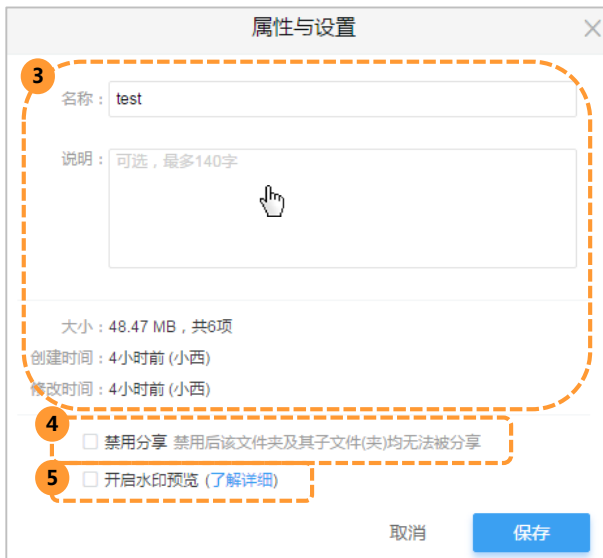 属性与设置
3
名称：test
说明：可选，最多140字
大小：48.47 MB，共6项
创建时间：4小时前 (小西)
修改时间：4小时前 (小西)
4
禁用分享 禁用后该文件夹及其子文件(夹)均无法被分享
5
开启水印预览 (了解详细)
取消 保存